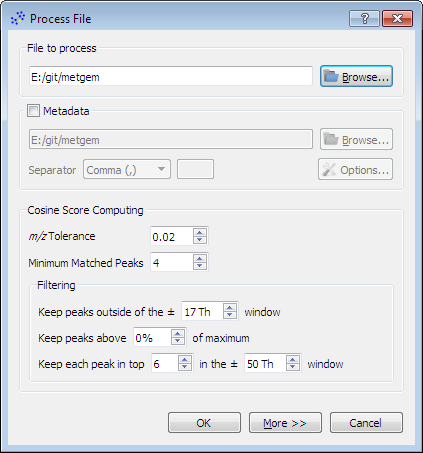 Process File
File to process
E:/git/metgem Browse...
Metadata
E:/git/metgem Browse...
Separator Comma (,) Options...
Cosine Score Computing
m/z Tolerance 0.02
Minimum Matched Peaks 4
Filtering
Keep peaks outside of the ± 17 Th window
Keep peaks above 0% of maximum
Keep each peak in top 6 in the ± 50 Th window
OK More >> Cancel